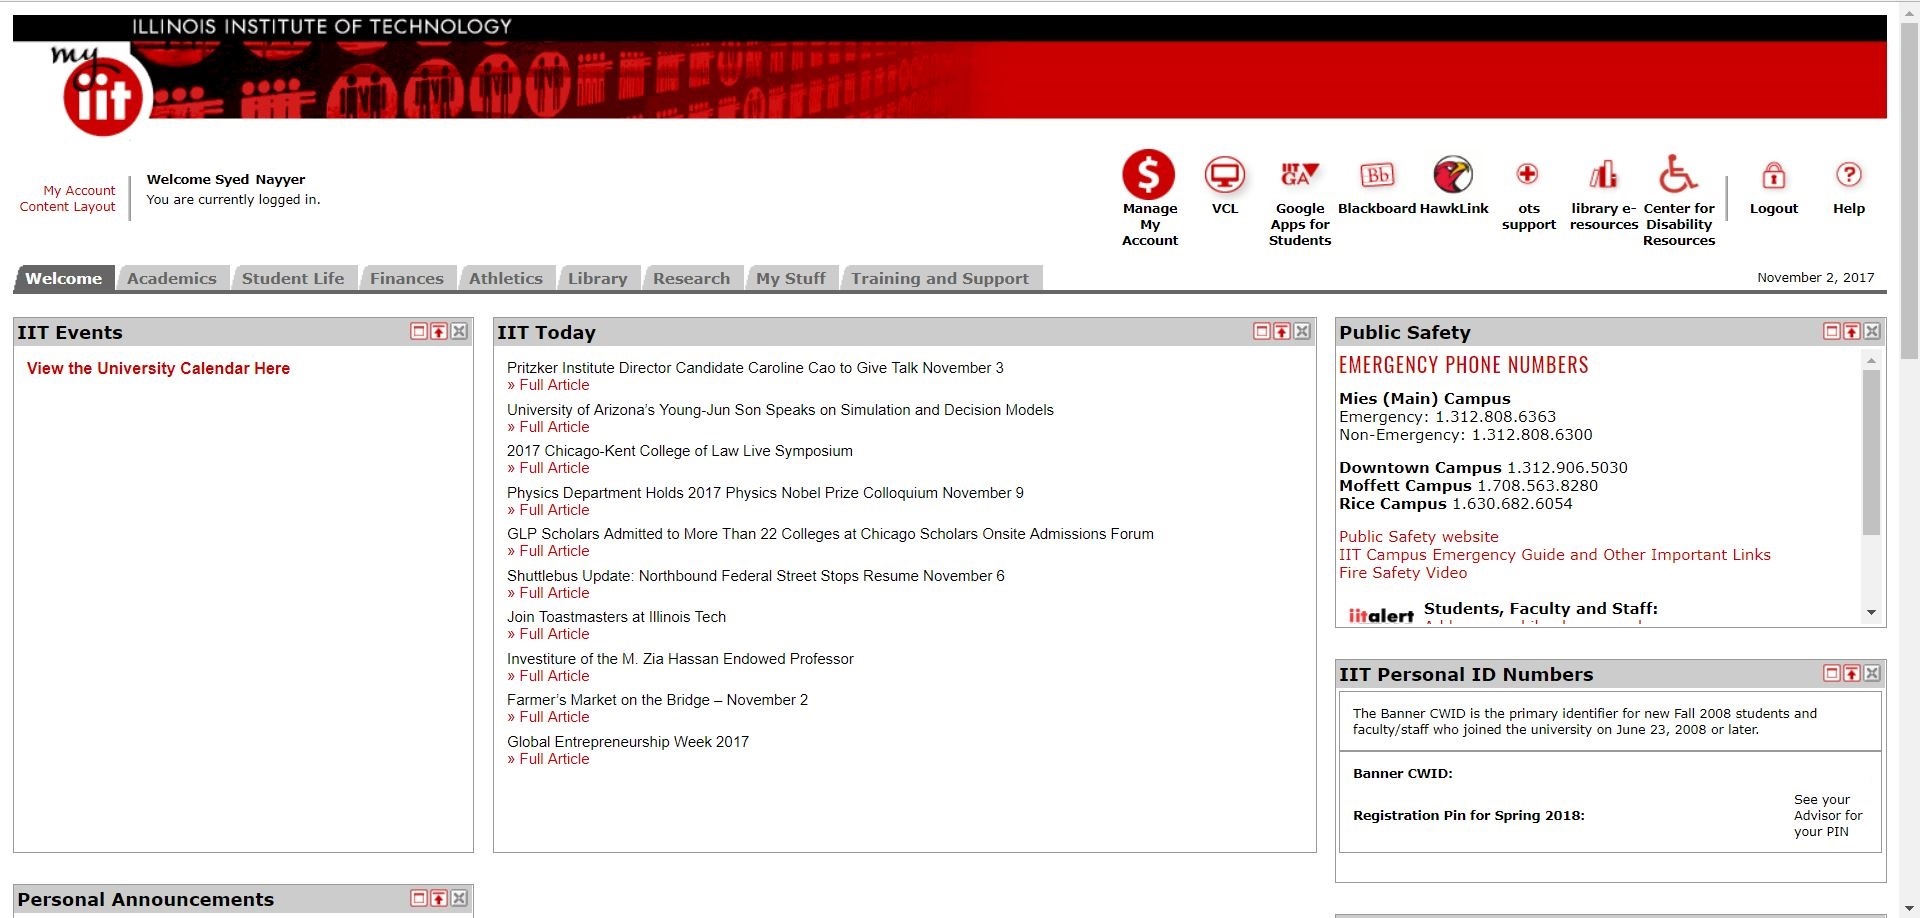 ILLINOIS INSTITUTE OF TECHNOLOGY
my
iit
My Account
Content Layout
Welcome Syed Nayyer
You are currently logged in.
Manage
My
Account
VCL
IIT
GA
Google
Apps for
Students
Bb
Blackboard
HawkLink
ots
support
library e-
resources
Center for
Disability
Resources
Logout
Help
Welcome
Academics
Student Life
Finances
Athletics
Library
Research
My Stuff
Training and Support
November 2, 2017
IIT Events
View the University Calendar Here
IIT Today
Pritzker Institute Director Candidate Caroline Cao to Give Talk November 3
» Full Article
University of Arizona’s Young-Jun Son Speaks on Simulation and Decision Models
» Full Article
2017 Chicago-Kent College of Law Live Symposium
» Full Article
Physics Department Holds 2017 Physics Nobel Prize Colloquium November 9
» Full Article
GLP Scholars Admitted to More Than 22 Colleges at Chicago Scholars Onsite Admissions Forum
» Full Article
Shuttlebus Update: Northbound Federal Street Stops Resume November 6
» Full Article
Join Toastmasters at Illinois Tech
» Full Article
Investiture of the M. Zia Hassan Endowed Professor
» Full Article
Farmer’s Market on the Bridge – November 2
» Full Article
Global Entrepreneurship Week 2017
» Full Article
Public Safety
EMERGENCY PHONE NUMBERS
Mies (Main) Campus
Emergency: 1.312.808.6363
Non-Emergency: 1.312.808.6300
Downtown Campus 1.312.906.5030
Moffett Campus 1.708.563.8280
Rice Campus 1.630.682.6054
Public Safety website
IIT Campus Emergency Guide and Other Important Links
Fire Safety Video
iitalert
Students, Faculty and Staff:
IIT Personal ID Numbers
The Banner CWID is the primary identifier for new Fall 2008 students and
faculty/staff who joined the university on June 23, 2008 or later.
Banner CWID:
Registration Pin for Spring 2018:
See your
Advisor for
your PIN
Personal Announcements